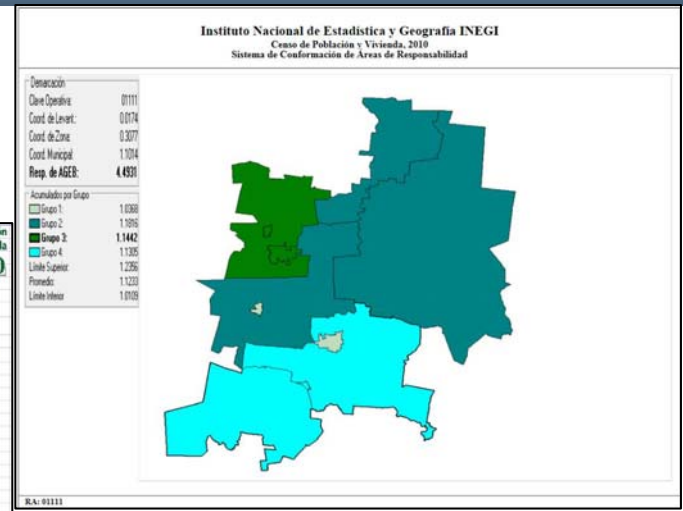 Instituto Nacional de Estadística y Geografía INEGI
Censo de Población y Vivienda, 2010
Sistema de Conformación de Áreas de Responsabilidad
Demarcación
Clave Operativa: 01111
Coord. de Levant.: 0.0174
Coord. de Zona: 0.3077
Coord. Municipal: 1.1014
Resp. de AGEB: 4.4931
Acumulados por Grupo
Grupo 1: 1.0368
Grupo 2: 1.1816
Grupo 3: 1.1442
Grupo 4: 1.1305
Límite Superior: 1.2356
Promedio: 1.1233
Límite Inferior: 1.0109
RA: 01111